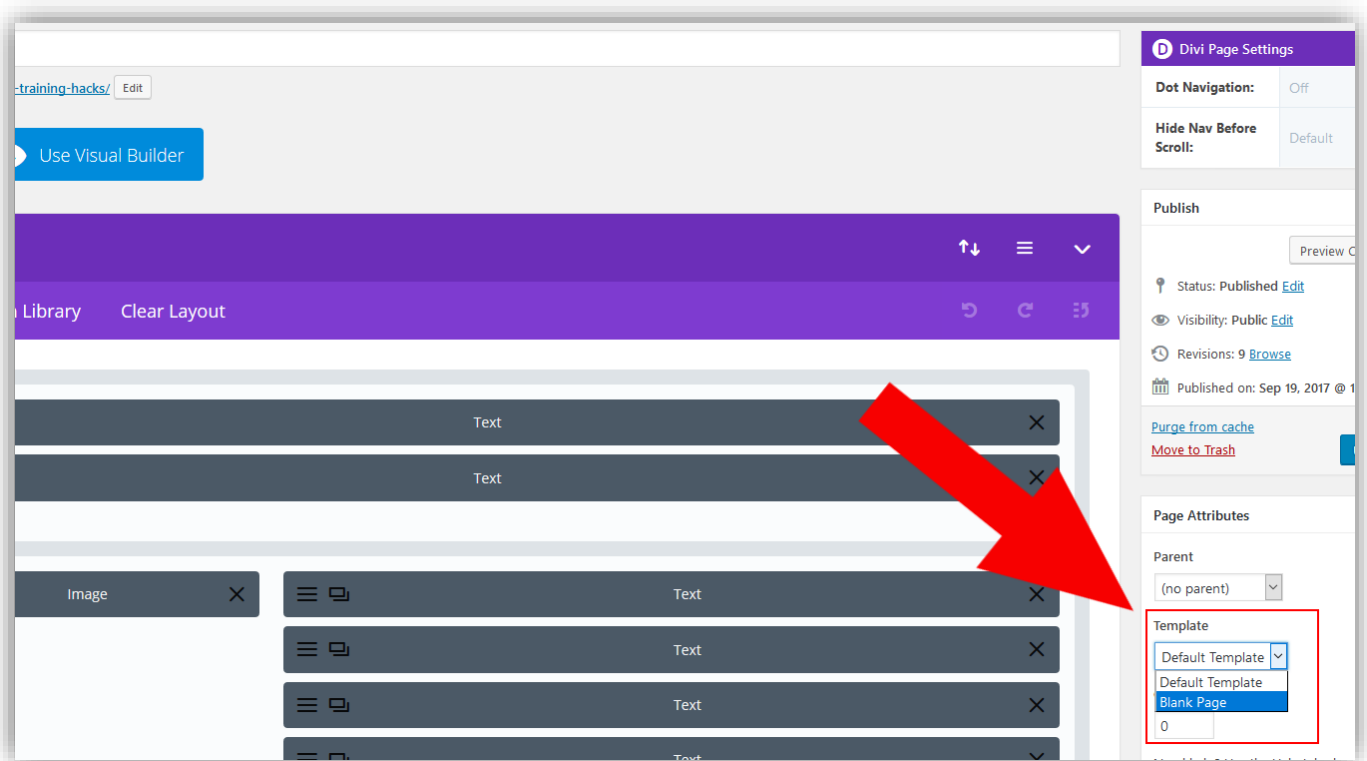 Divi Page Settings
Dot Navigation: Off
Hide Nav Before Scroll: Default
-training-hacks/ Edit
Use Visual Builder
Library Clear Layout
Text
Text
Image
Text
Text
Text
Text
Publish
Preview
Status: Published Edit
Visibility: Public Edit
Revisions: 9 Browse
Published on: Sep 19, 2017 @ 1
Purge from cache
Move to Trash
Page Attributes
Parent
(no parent)
Template
Default Template
Default Template
Blank Page
0